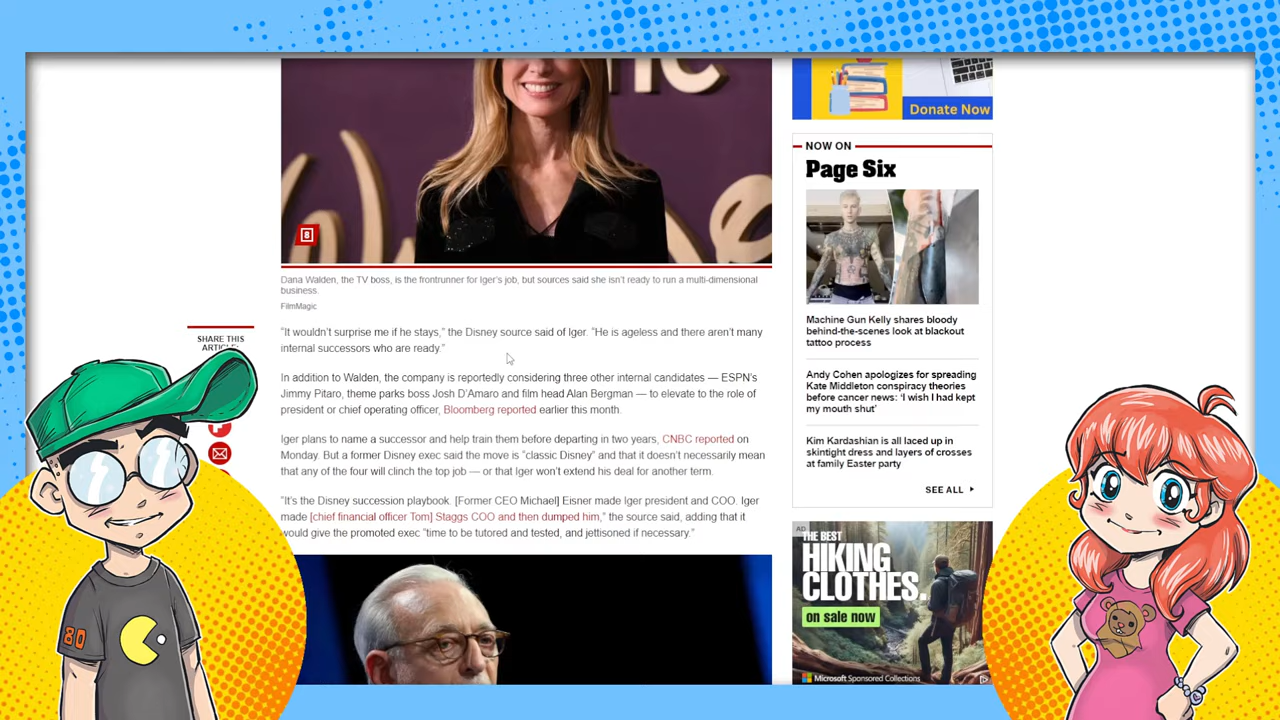 ne
Donate Now
NOW ON
Page Six
8
Dana Walden, the TV boss, is the frontrunner for Iger's job, but sources said she isn't ready to run a multi-dimensional
business.
FilmMagic
"It wouldn't surprise me if he stays," the Disney source said of Iger. "He is ageless and there aren't many
internal successors who are ready."
In addition to Walden, the company is reportedly considering three other internal candidates — ESPN's
Jimmy Pitaro, theme parks boss Josh D'Amaro and film head Alan Bergman — to elevate to the role of
president or chief operating officer, Bloomberg reported earlier this month.
Iger plans to name a successor and help train them before departing in two years, CNBC reported on
Monday. But a former Disney exec said the move is "classic Disney" and that it doesn't necessarily mean
that any of the four will clinch the top job — or that Iger won't extend his deal for another term.
"It's the Disney succession playbook. [Former CEO Michael] Eisner made Iger president and COO. Iger
made [chief financial officer Tom] Staggs COO and then dumped him," the source said, adding that it
would give the promoted exec "time to be tutored and tested, and jettisoned if necessary."
SHARE THIS
ARTICLE:
Machine Gun Kelly shares bloody
behind-the-scenes look at blackout
tattoo process
Andy Cohen apologizes for spreading
Kate Middleton conspiracy theories
before cancer news: 'I wish I had kept
my mouth shut'
Kim Kardashian is all laced up in
skintight dress and layers of crosses
at family Easter party
SEE ALL
AD
THE BEST
HIKING
CLOTHES.
on sale now
Microsoft Sponsored Collections
80